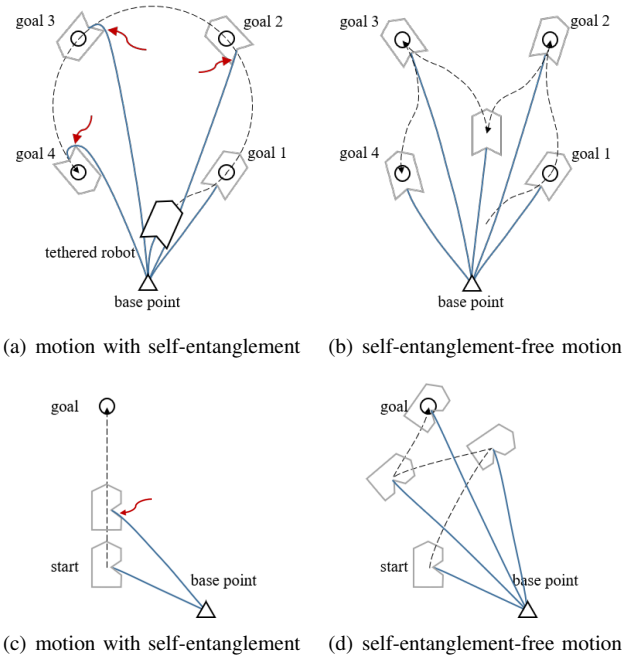 goal 3
goal 2
goal 4
goal 1
tethered robot
base point
goal 3
goal 2
goal 4
goal 1
base point
(a) motion with self-entanglement
(b) self-entanglement-free motion
goal
start
base point
goal
start
base point
(c) motion with self-entanglement
(d) self-entanglement-free motion